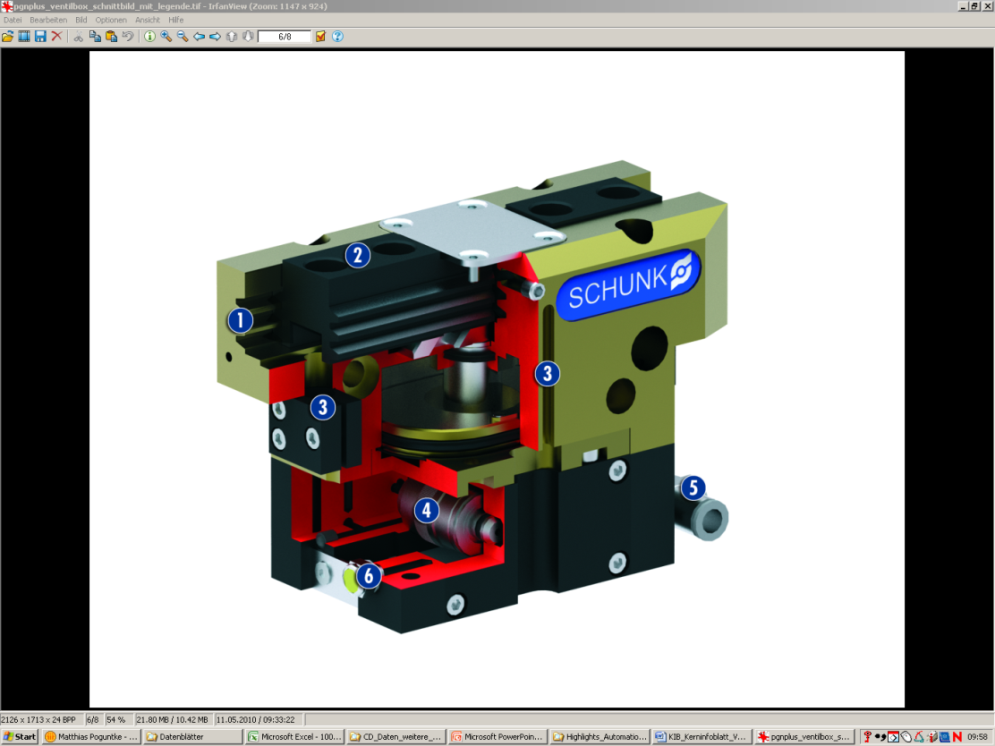 pgnplus_ventilbox_schnittbild_mit_legende.tif - IrfanView (Zoom: 1147 x 924)
Datei Bearbeiten Bild Optionen Ansicht Hilfe
6/8
2
SCHUNK
1
3
3
4
5
6
2126 x 1713 x 24 BPP 6/8 54 % 21.80 MB / 10.42 MB 11.05.2010 / 09:33:22
Start Matthias Poguntke - ... Datenblätter Microsoft Excel - 100... CD_Daten_weitere_... Microsoft PowerPoin... Highlights_Automatio... KIB_Kerninfoblatt_V... pgnplus_ventilbox_s... 09:58